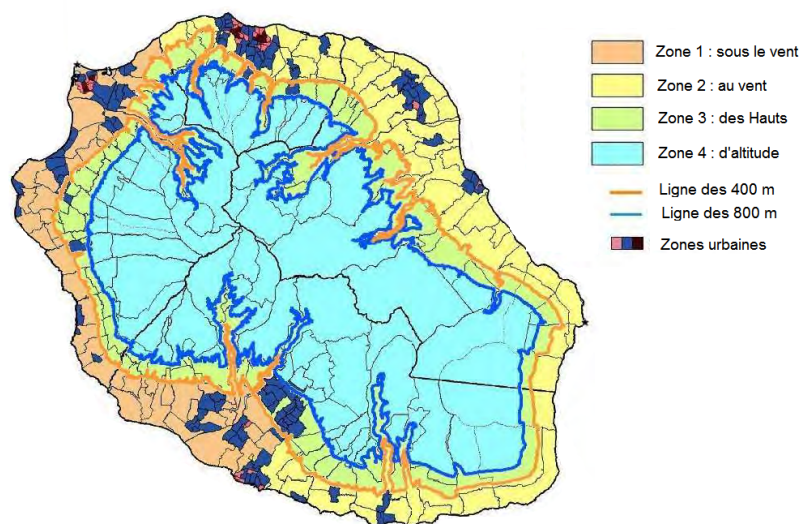 Zone 1 : sous le vent
Zone 2 : au vent
Zone 3 : des Hauts
Zone 4 : d'altitude
Ligne des 400 m
Ligne des 800 m
Zones urbaines